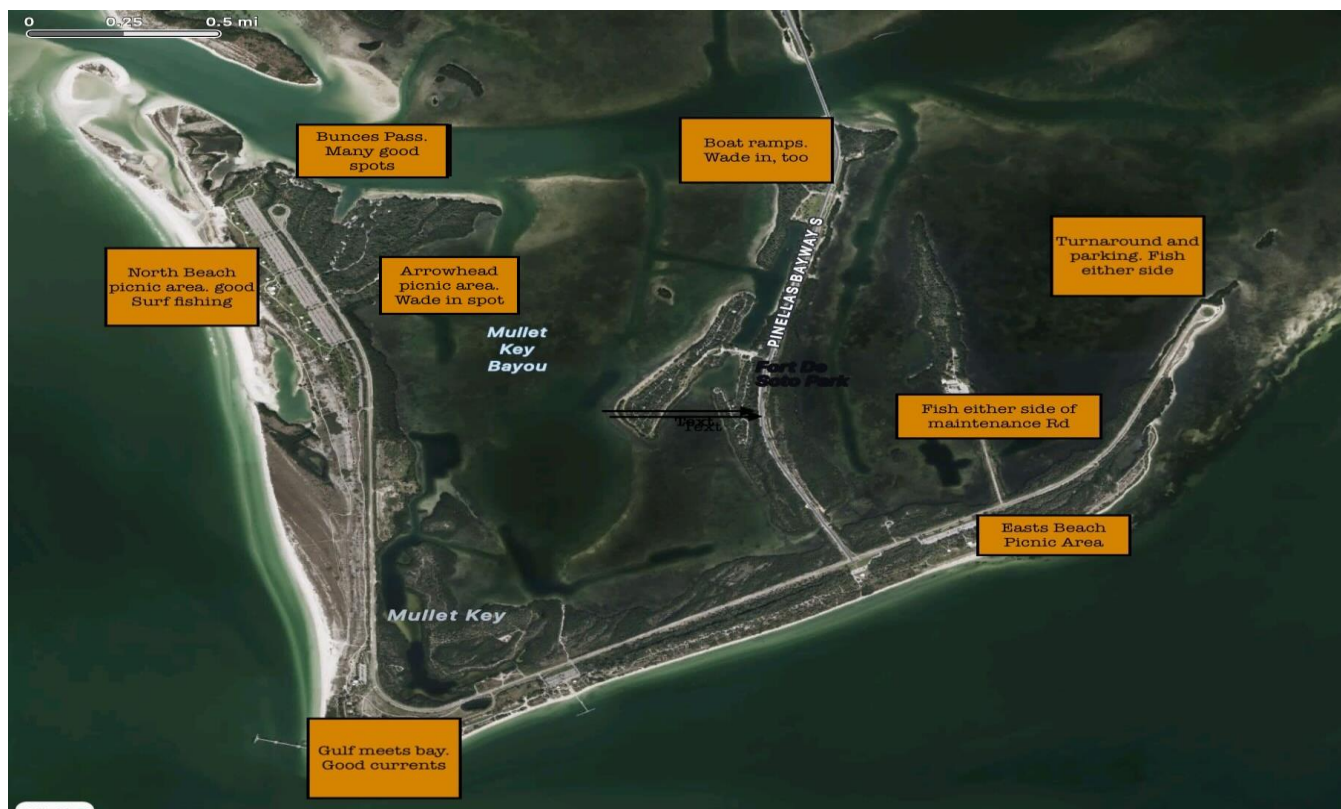 0 0.25 0.5 mi
Bunces Pass.
Many good
spots
Boat ramps.
Wade in, too
North Beach
picnic area. good
Surf fishing
Arrowhead
picnic area.
Wade in spot
Turnaround and
parking. Fish
either side
PINELLAS BAYWAY S
Mullet
Key
Bayou
Fort De
Soto Park
Text
Text
Fish either side of
maintenance Rd
Easts Beach
Picnic Area
Mullet Key
Gulf meets bay.
Good currents